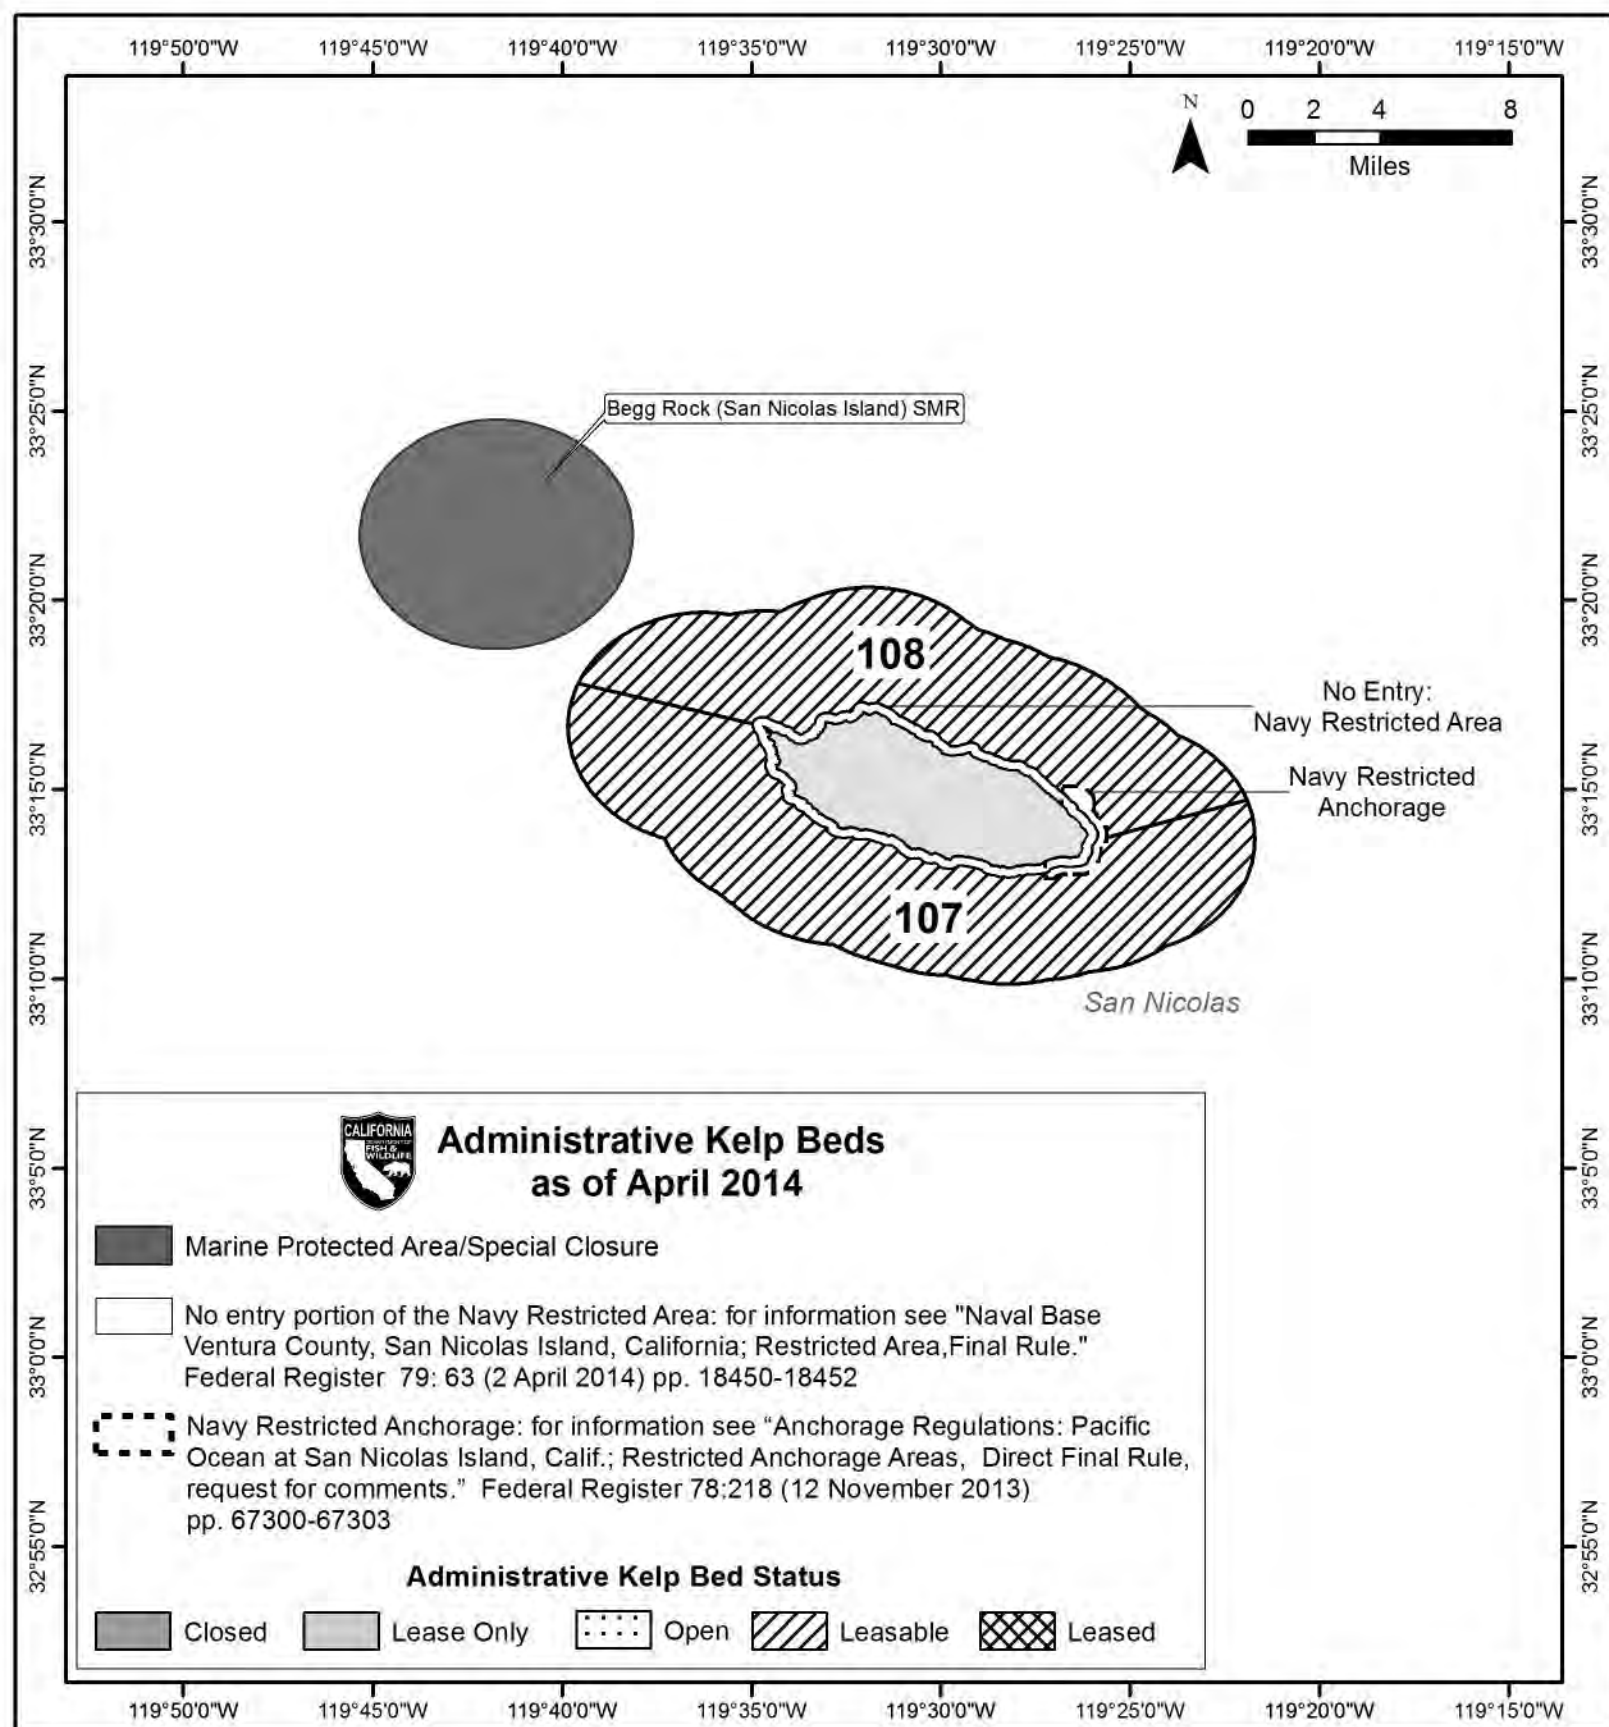 119°50'0"W 119°45'0"W 119°40'0"W 119°35'0"W 119°30'0"W 119°25'0"W 119°20'0"W 119°15'0"W
N
0 2 4 8
Miles
33°30'0"N 33°30'0"N
33°25'0"N 33°25'0"N
Begg Rock (San Nicolas Island) SMR
33°20'0"N 33°20'0"N
108
No Entry:
Navy Restricted Area
Navy Restricted
Anchorage
33°15'0"N 33°15'0"N
107
33°10'0"N 33°10'0"N
San Nicolas
CALIFORNIA
DEPARTMENT OF
FISH &
WILDLIFE
Administrative Kelp Beds
as of April 2014
33°5'0"N 33°5'0"N
Marine Protected Area/Special Closure
No entry portion of the Navy Restricted Area: for information see "Naval Base
Ventura County, San Nicolas Island, California; Restricted Area,Final Rule."
Federal Register 79: 63 (2 April 2014) pp. 18450-18452
33°0'0"N 33°0'0"N
Navy Restricted Anchorage: for information see “Anchorage Regulations: Pacific
Ocean at San Nicolas Island, Calif.; Restricted Anchorage Areas, Direct Final Rule,
request for comments.” Federal Register 78:218 (12 November 2013)
pp. 67300-67303
32°55'0"N 32°55'0"N
Administrative Kelp Bed Status
Closed Lease Only Open Leasable Leased
119°50'0"W 119°45'0"W 119°40'0"W 119°35'0"W 119°30'0"W 119°25'0"W 119°20'0"W 119°15'0"W